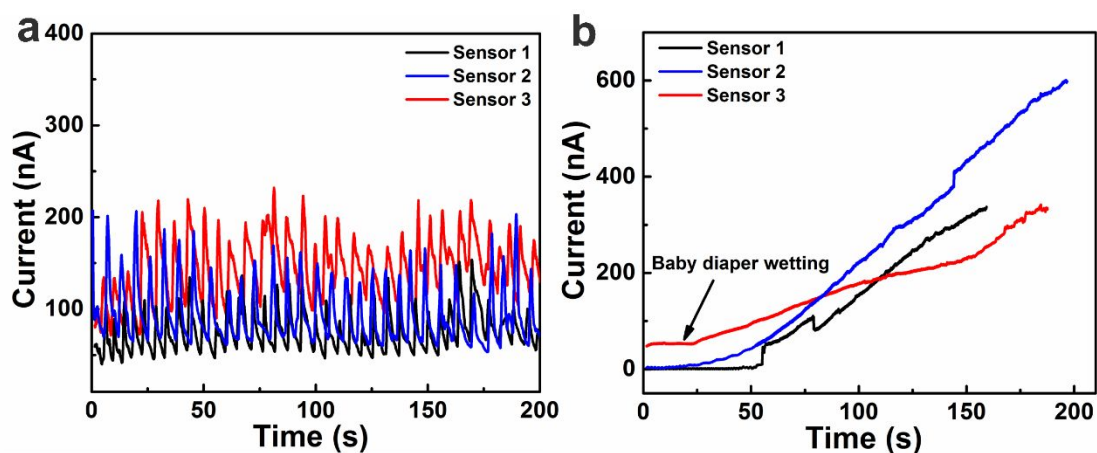 a
400
300
200
100
Current (nA)
Sensor 1
Sensor 2
Sensor 3
0 50 100 150 200
Time (s)
b
600
400
200
0
Current (nA)
Sensor 1
Sensor 2
Sensor 3
Baby diaper wetting
0 50 100 150 200
Time (s)